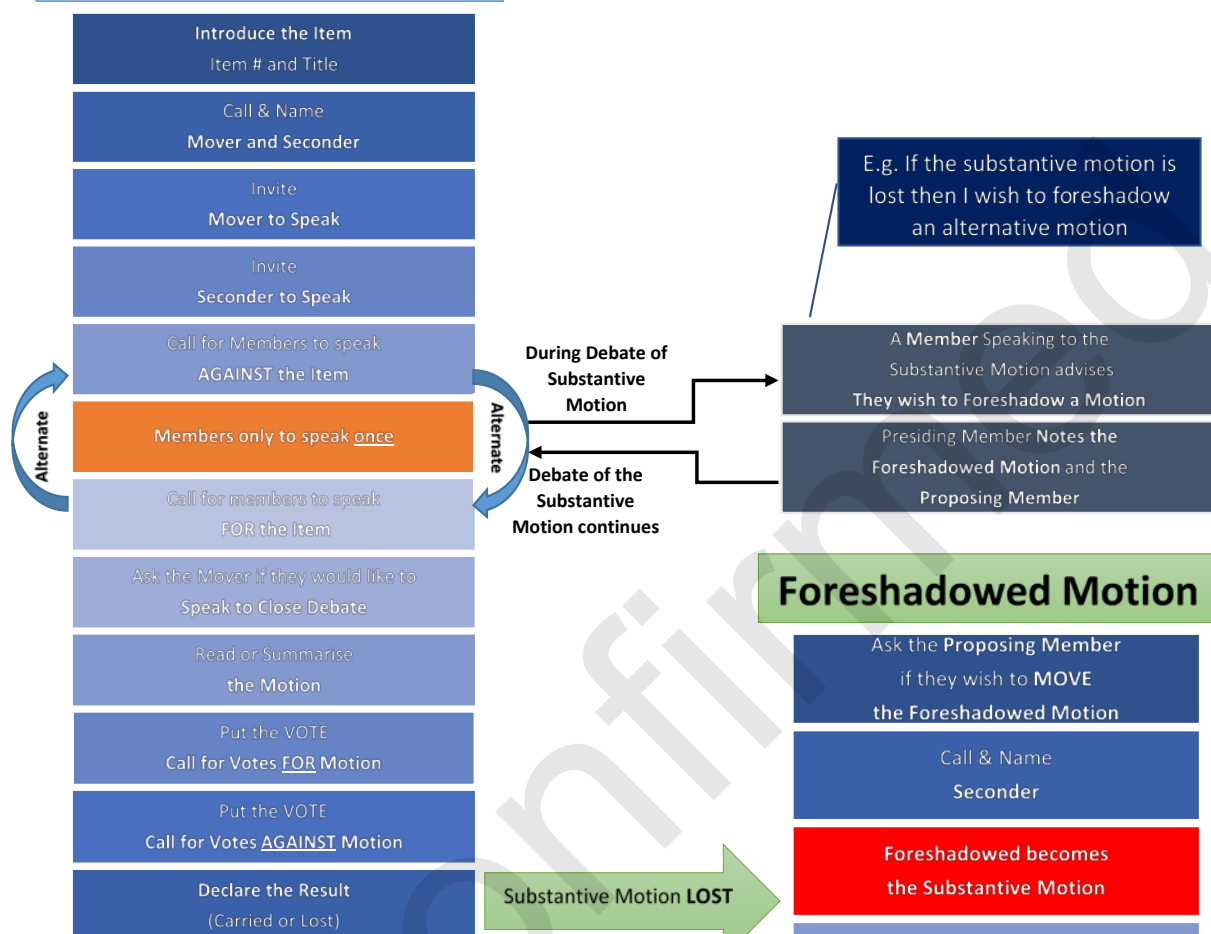 Introduce the Item
Item # and Title
Call & Name
Mover and Seconder
Invite
Mover to Speak
Invite
Seconder to Speak
Call for Members to speak
AGAINST the Item
Alternate
Alternate
Members only to speak once
Call for members to speak
FOR the Item
Ask the Mover if they would like to
Speak to Close Debate
Read or Summarise
the Motion
Put the VOTE
Call for Votes FOR Motion
Put the VOTE
Call for Votes AGAINST Motion
Declare the Result
(Carried or Lost)
During Debate of
Substantive
Motion
Debate of the
Substantive
Motion continues
E.g. If the substantive motion is
lost then I wish to foreshadow
an alternative motion
A Member Speaking to the
Substantive Motion advises
They wish to Foreshadow a Motion
Presiding Member Notes the
Foreshadowed Motion and the
Proposing Member
Substantive Motion LOST
Foreshadowed Motion
Ask the Proposing Member
if they wish to MOVE
the Foreshadowed Motion
Call & Name
Seconder
Foreshadowed becomes
the Substantive Motion
onfirmed